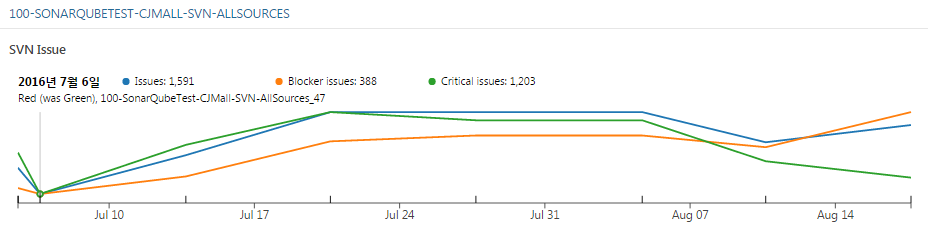 100-SONARQUBETEST-CJMALL-SVN-ALLSOURCES
SVN Issue
2016년 7월 6일 Issues: 1,591 Blocker issues: 388 Critical issues: 1,203
Red (was Green), 100-SonarQubeTest-CJMall-SVN-AllSources_47
Jul 10 Jul 17 Jul 24 Jul 31 Aug 07 Aug 14